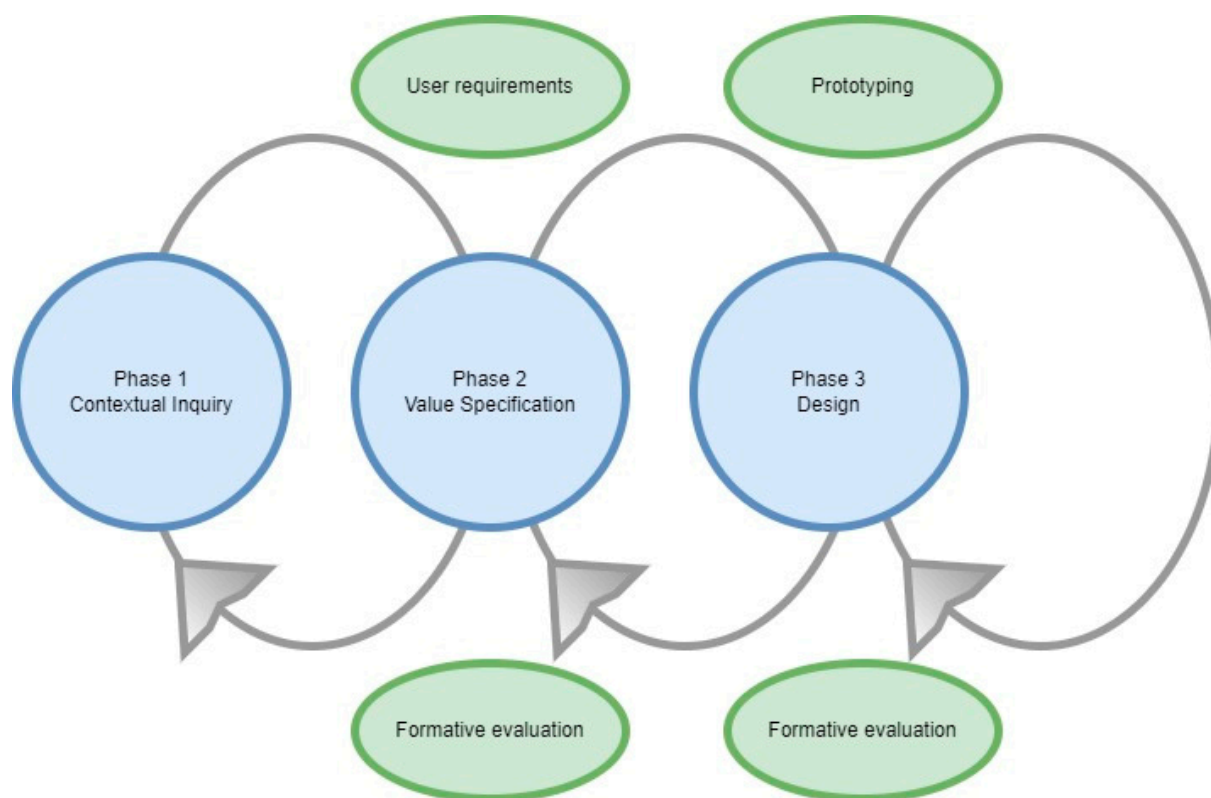 User requirements
Prototyping
Phase 1
Contextual Inquiry
Phase 2
Value Specification
Phase 3
Design
Formative evaluation
Formative evaluation